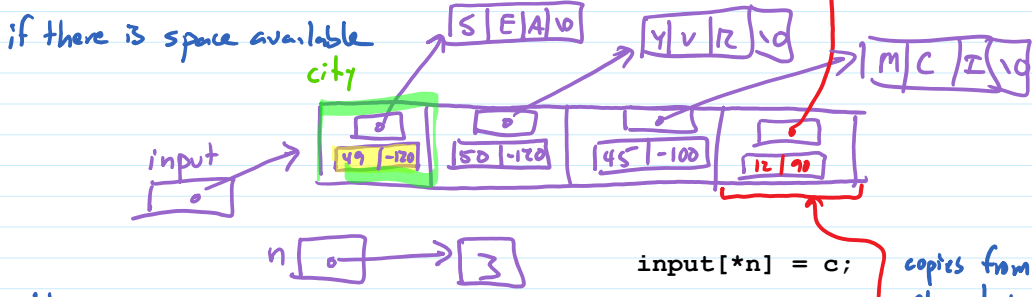 if there is space available
S E A \0
Y V R \0
M C I \0
city
49 -120
50 -120
45 -100
12 90
input
n
3
input[*n] = c;
copies from